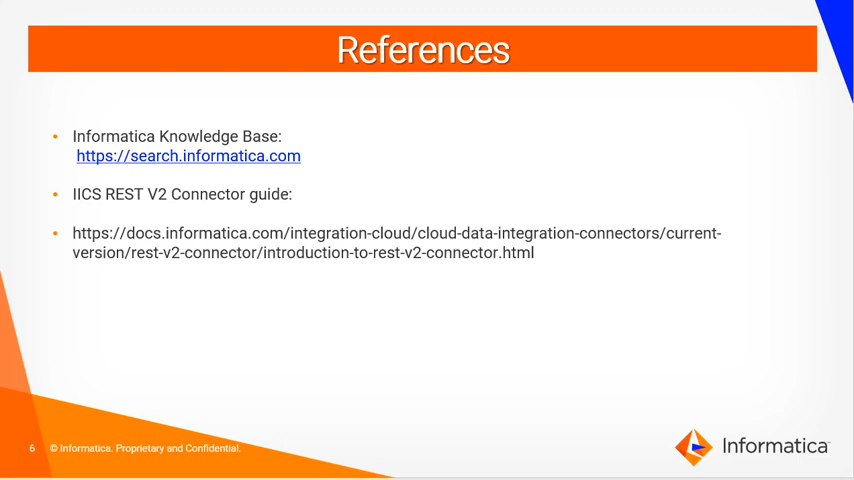 References
• Informatica Knowledge Base:
https://search.informatica.com
• IICS REST V2 Connector guide:
• https://docs.informatica.com/integration-cloud/cloud-data-integration-connectors/current-
version/rest-v2-connector/introduction-to-rest-v2-connector.html
6 © Informatica. Proprietary and Confidential.
Informatica